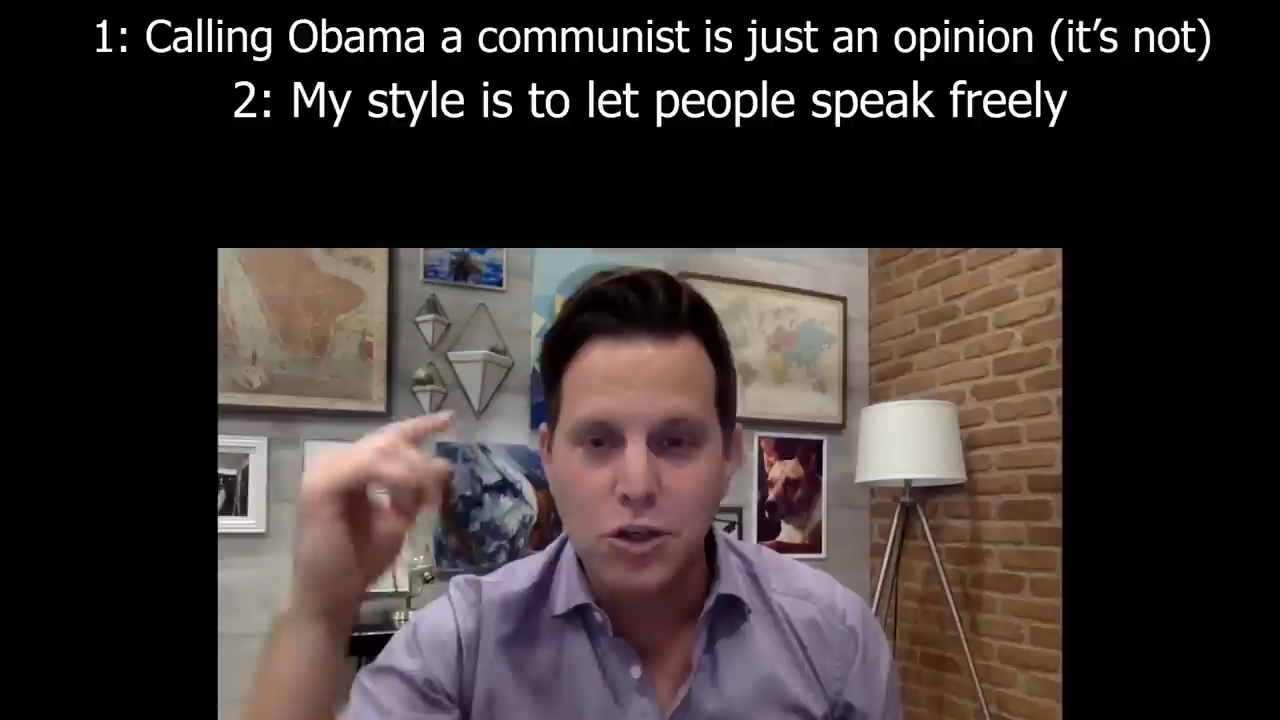 1: Calling Obama a communist is just an opinion (it’s not)
2: My style is to let people speak freely